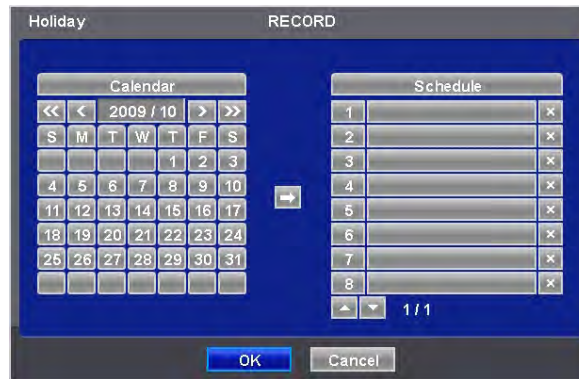 Holiday RECORD
Calendar
<< < 2009 / 10 > >>
S M T W T F S
1 2 3
4 5 6 7 8 9 10
11 12 13 14 15 16 17
18 19 20 21 22 23 24
25 26 27 28 29 30 31
Schedule
1 ×
2 ×
3 ×
4 ×
5 ×
6 ×
7 ×
8 ×
1 / 1
OK Cancel